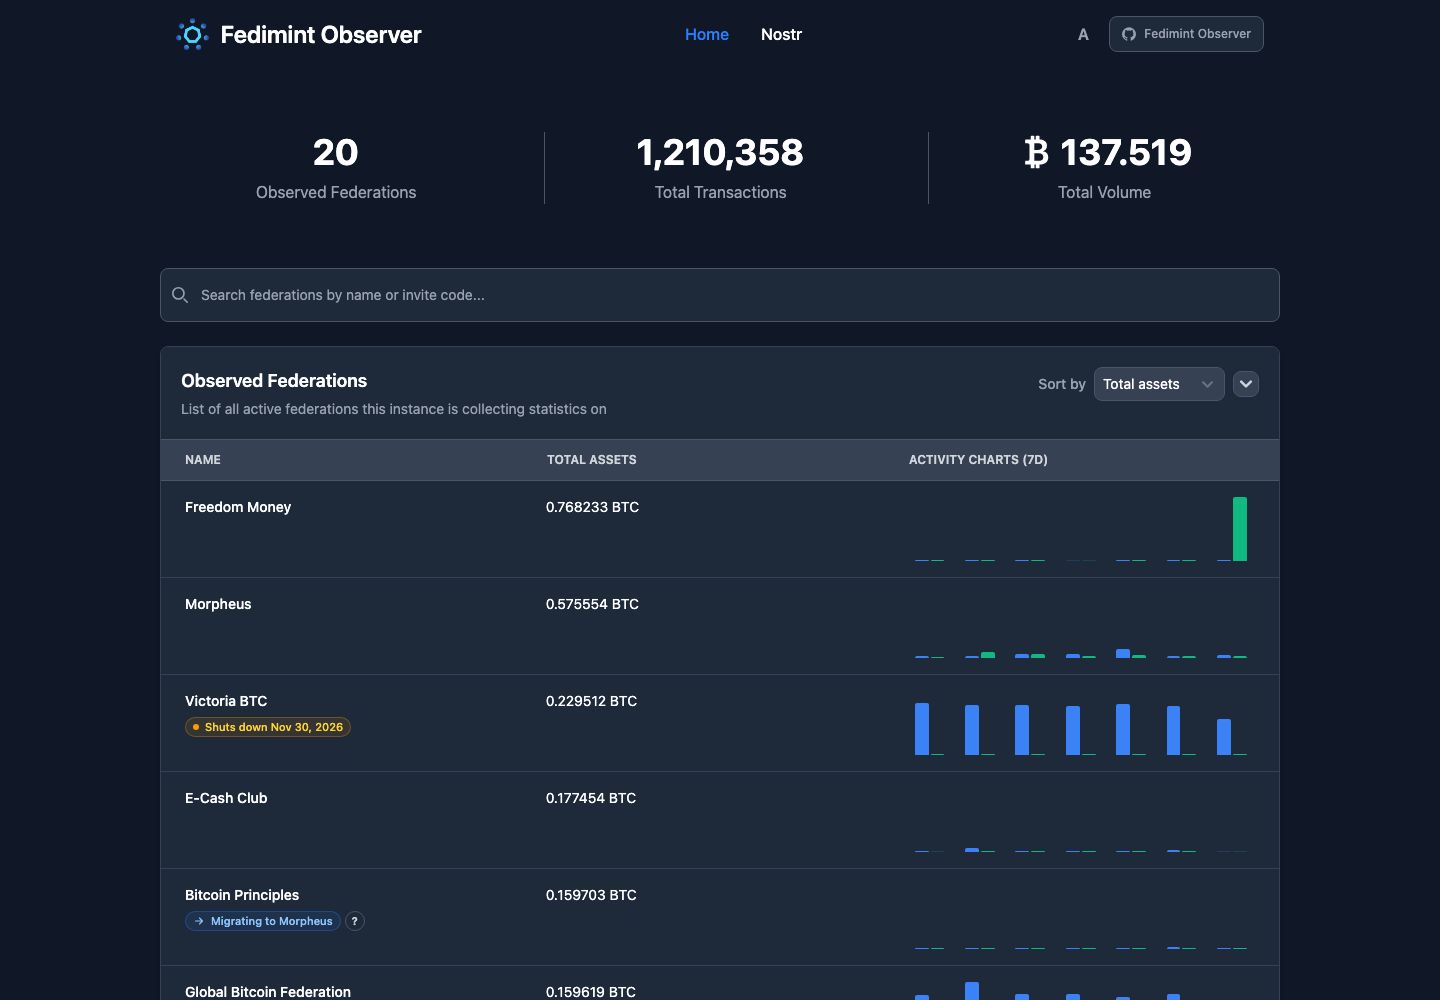 Fedimint Observer
Home
Nostr
A
Fedimint Observer
20
Observed Federations
1,210,358
Total Transactions
₿ 137.519
Total Volume
Search federations by name or invite code...
Observed Federations
List of all active federations this instance is collecting statistics on
Sort by
Total assets
NAME
TOTAL ASSETS
ACTIVITY CHARTS (7D)
Freedom Money
0.768233 BTC
Morpheus
0.575554 BTC
Victoria BTC
0.229512 BTC
Shuts down Nov 30, 2026
E-Cash Club
0.177454 BTC
Bitcoin Principles
0.159703 BTC
→ Migrating to Morpheus
?
Global Bitcoin Federation
0.159619 BTC